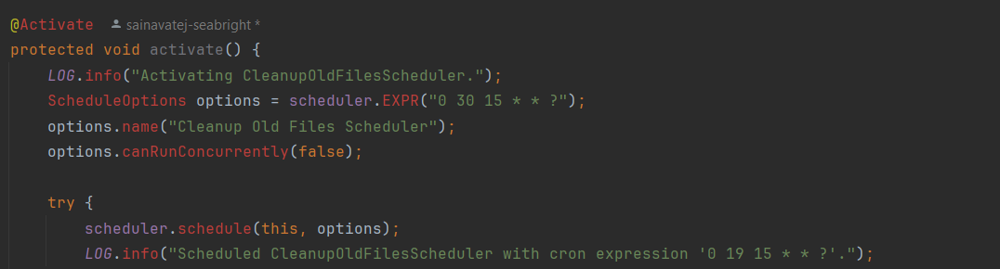 @Activate sainavatej-seabright *
protected void activate() {
LOG.info("Activating CleanupOldFilesScheduler.");
ScheduleOptions options = scheduler.EXPR("0 30 15 * * ?");
options.name("Cleanup Old Files Scheduler");
options.canRunConcurrently(false);
try {
scheduler.schedule(this, options);
LOG.info("Scheduled CleanupOldFilesScheduler with cron expression '0 19 15 * * ?'.");